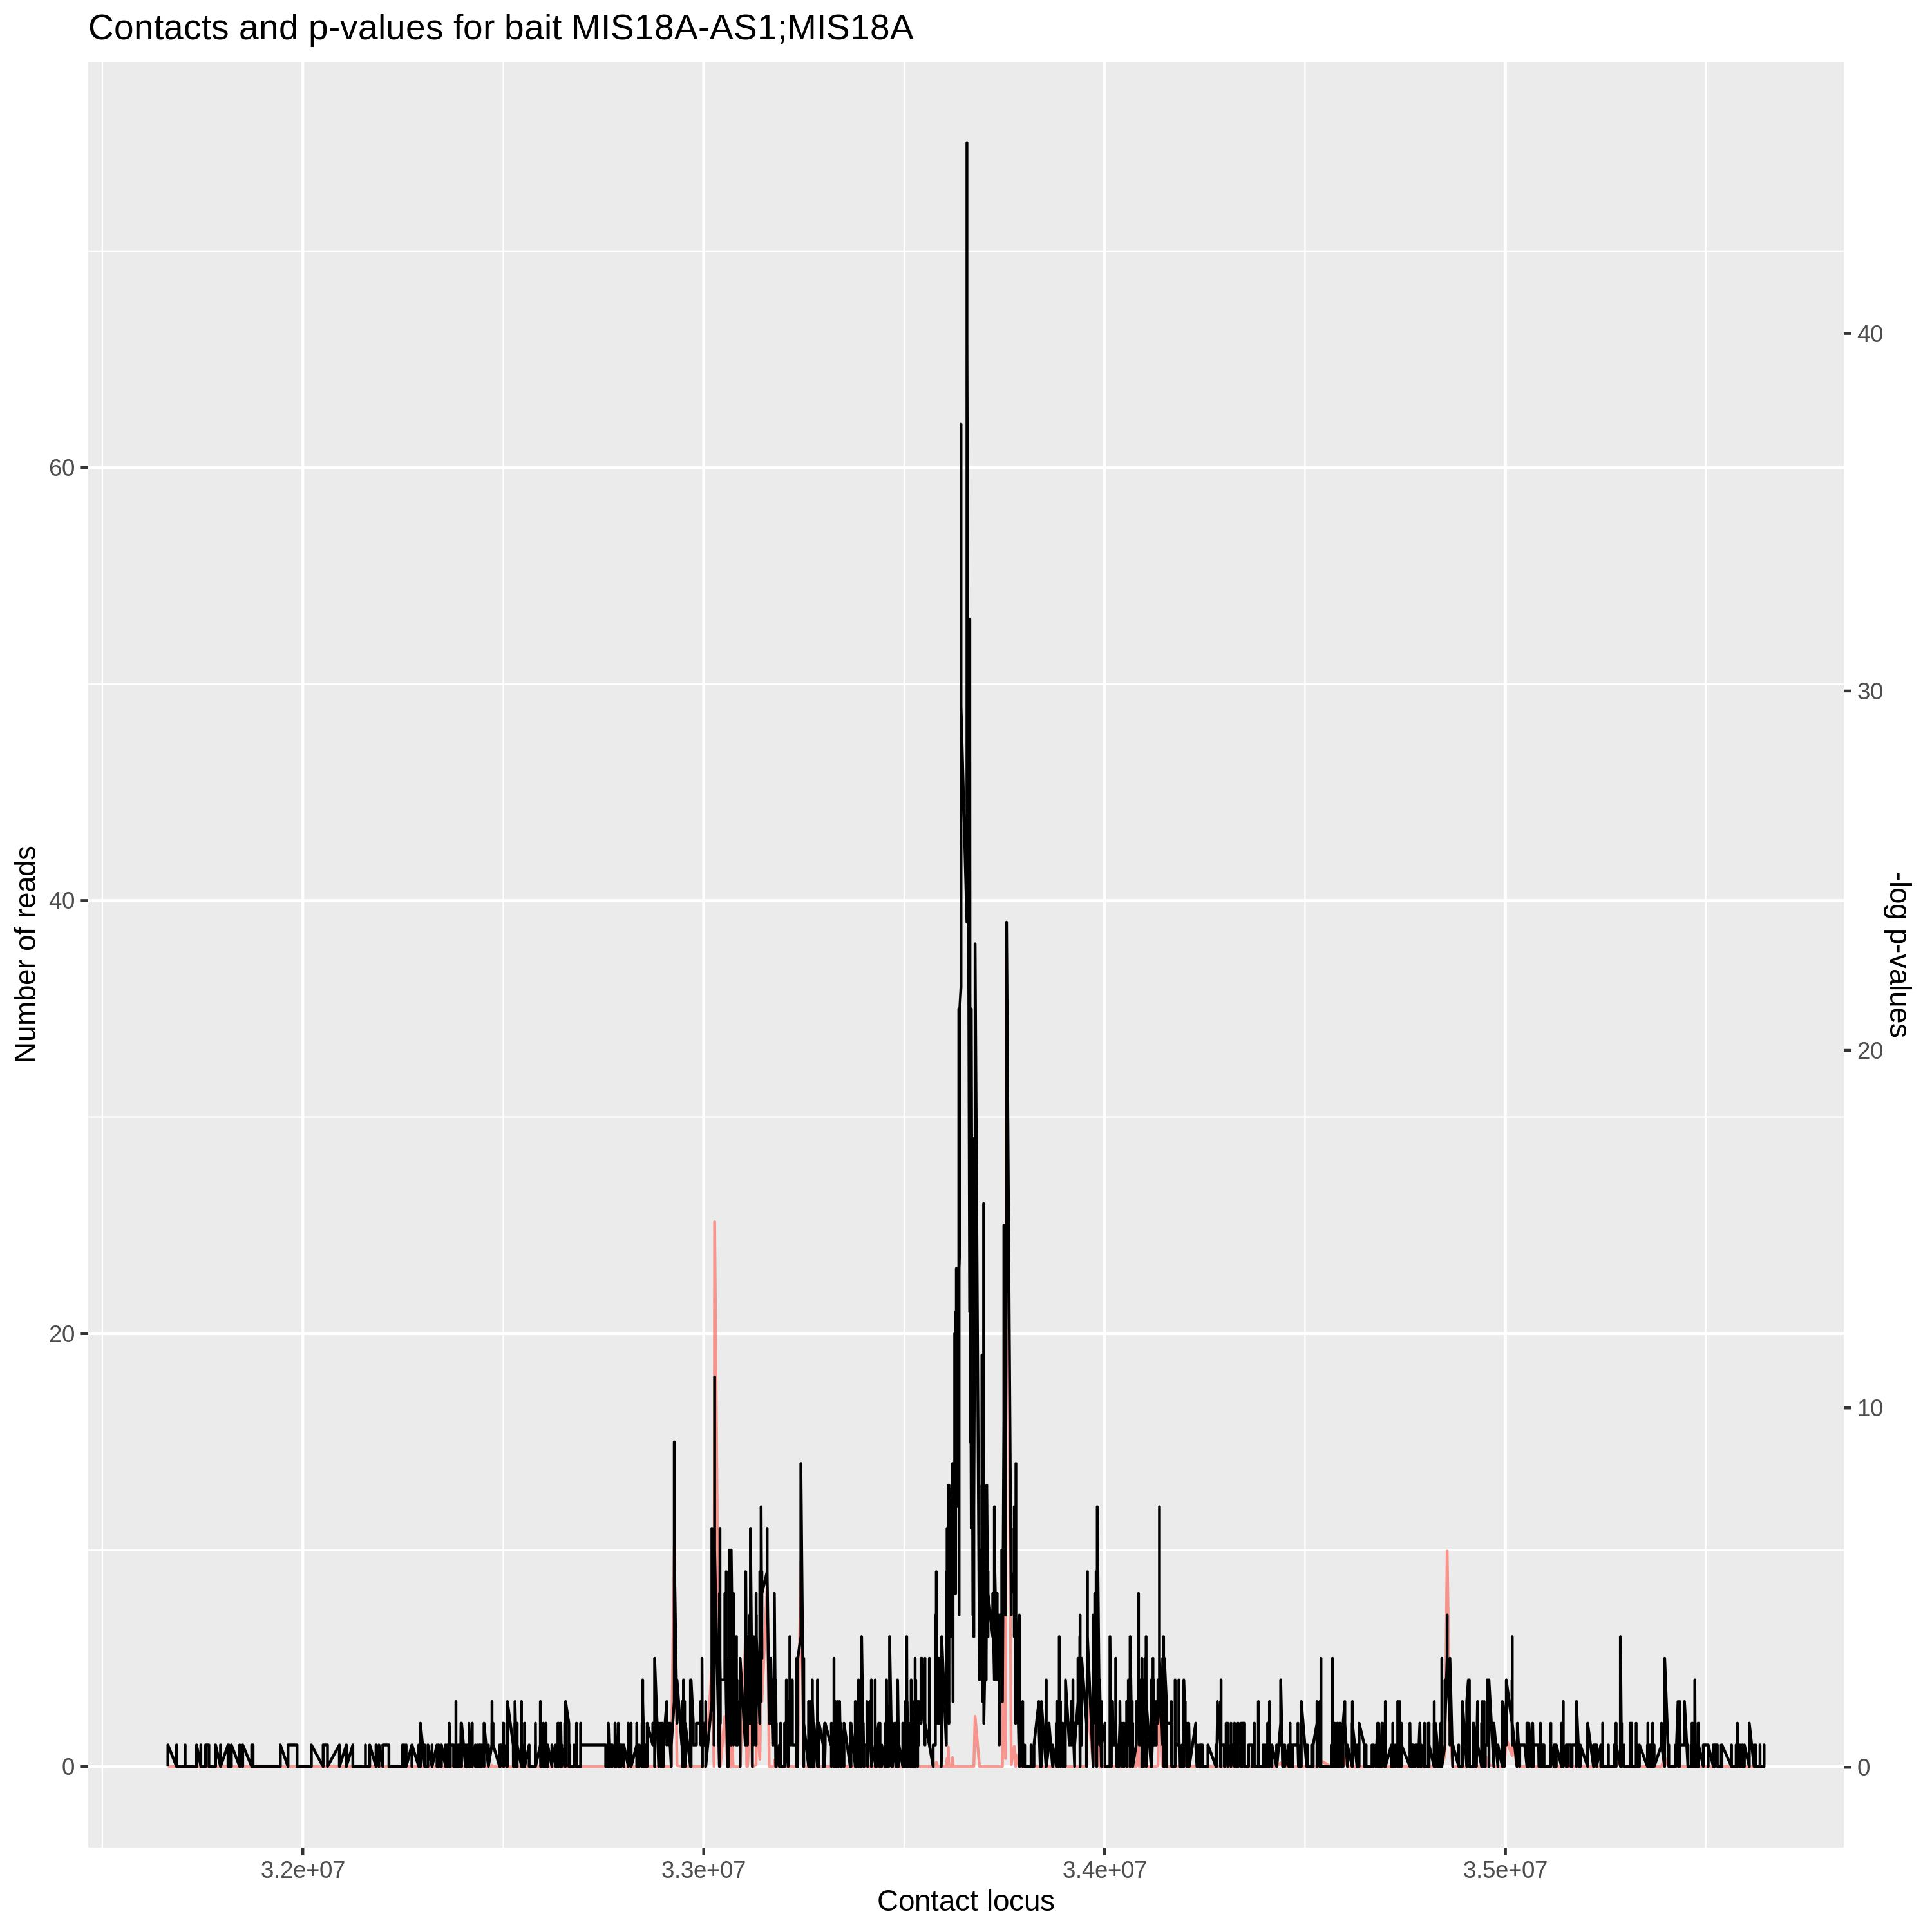 Contacts and p-values for bait MIS18A-AS1;MIS18A
Number of reads
60
40
20
0
40
30
20
10
0
-log p-values
3.2e+07
3.3e+07
3.4e+07
3.5e+07
Contact locus